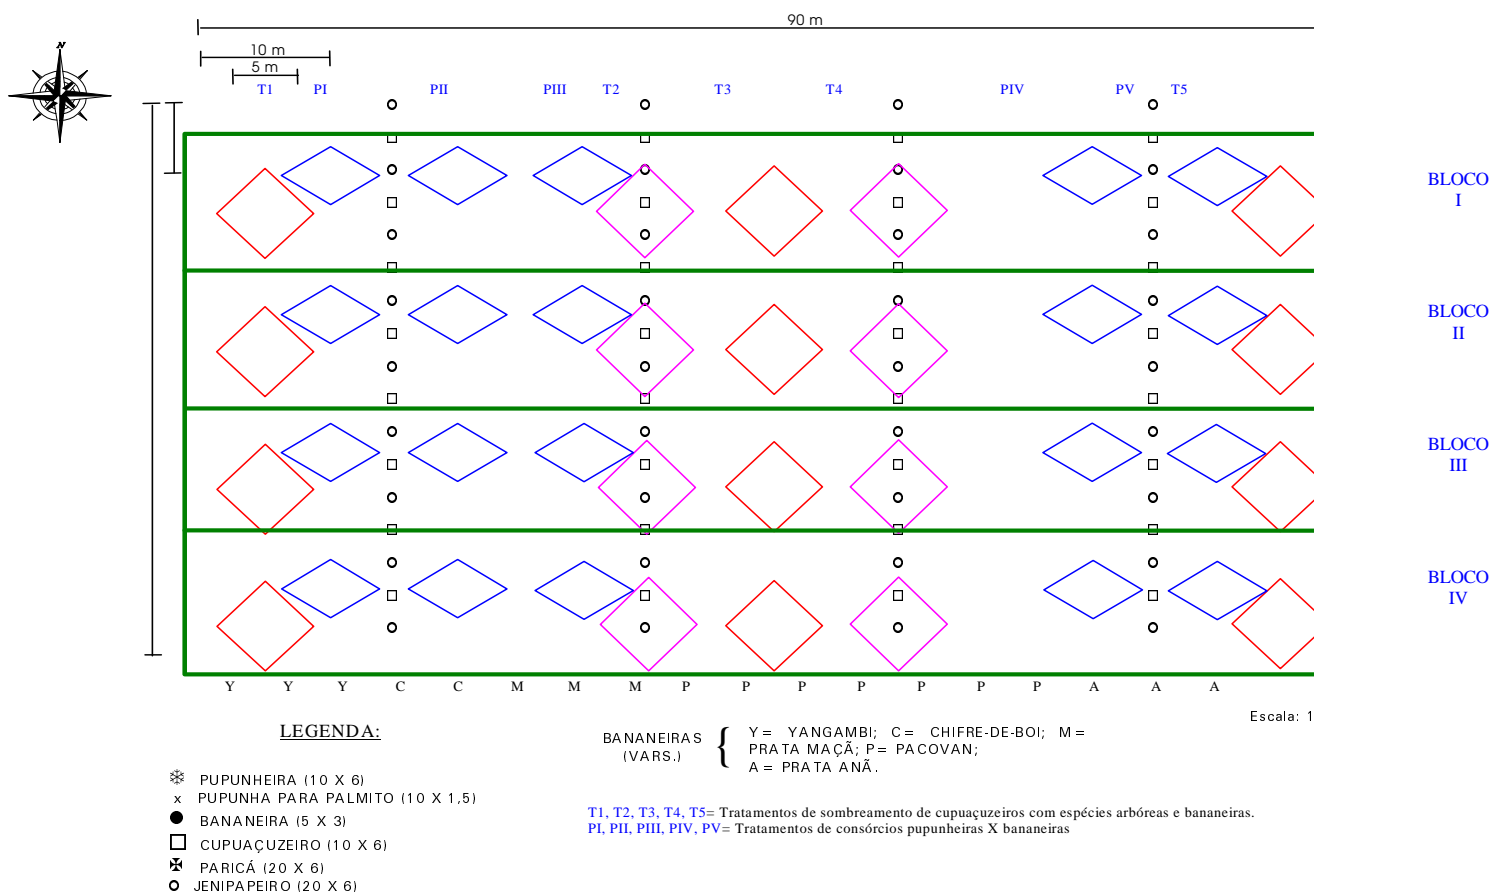 90 m
10 m
5 m
N
T1 PI PII PIII T2 T3 T4 PIV PV T5
BLOCO
I
BLOCO
II
BLOCO
III
BLOCO
IV
Y Y Y C C M M M P P P P P P P A A A
Escala: 1
LEGENDA:
BANANEIRAS
(VARS.)
{
Y = YANGAMBI; C = CHIFRE-DE-BOI; M =
PRATA MAÇÃ; P = PACOVAN;
A = PRATA ANÃ.
PUPUNHEIRA (10 X 6)
x PUPUNHA PARA PALMITO (10 X 1,5)
BANANEIRA (5 X 3)
CUPUAÇUZEIRO (10 X 6)
PARICÁ (20 X 6)
JENIPAPEIRO (20 X 6)
T1, T2, T3, T4, T5= Tratamentos de sombreamento de cupuaçuzeiros com espécies arbóreas e bananeiras.
PI, PII, PIII, PIV, PV= Tratamentos de consórcios pupunheiras X bananeiras